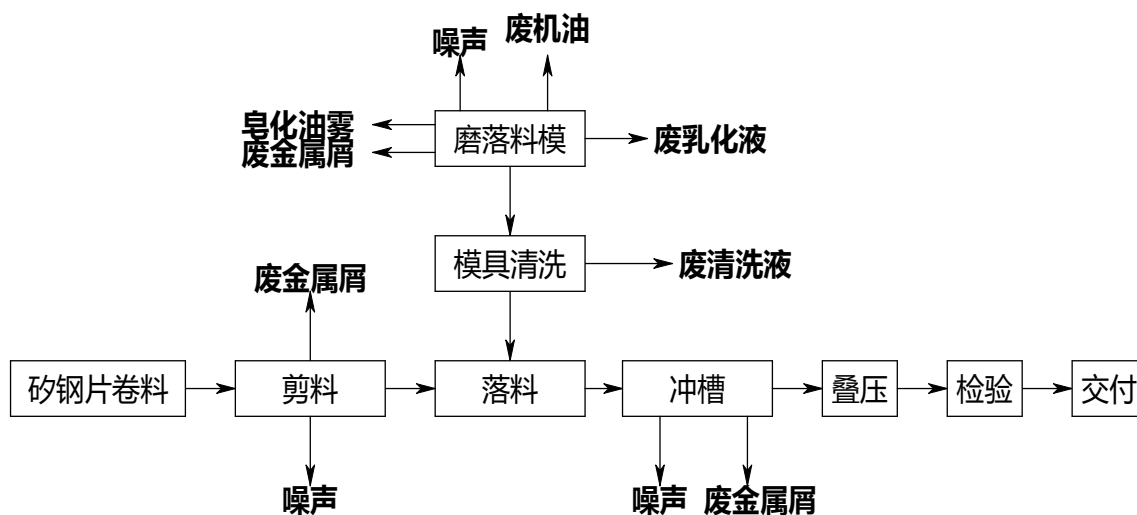 噪声
废机油
皂化油雾
废金属屑
磨落料模
废乳化液
模具清洗
废清洗液
废金属屑
矽钢片卷料
剪料
落料
冲槽
叠压
检验
交付
噪声
噪声
废金属屑